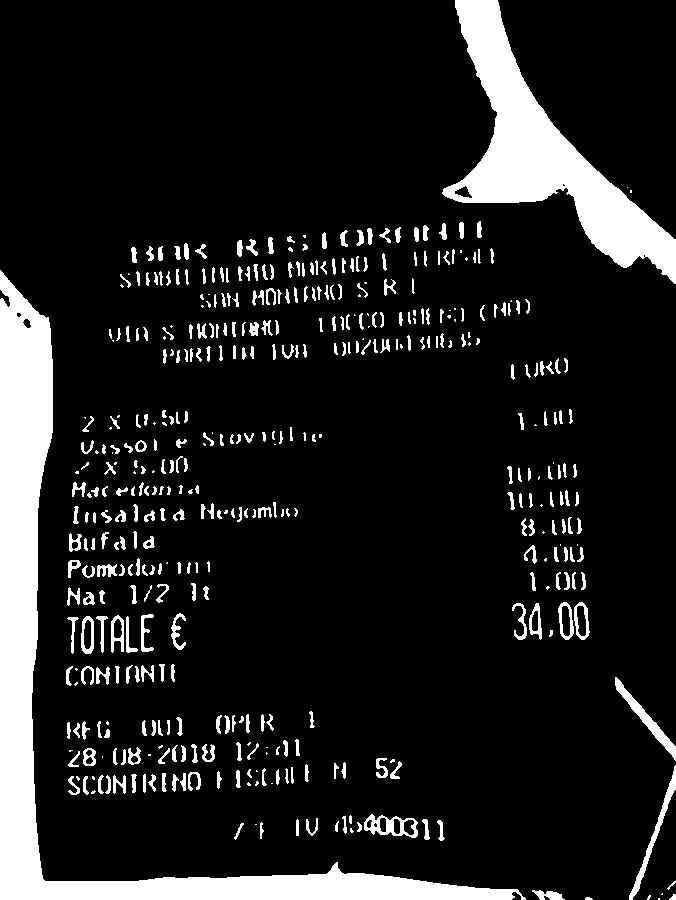 BAR RISTORANTE
STABILIMENTO MARINO E TERMALE
SAN MONTANO S.R.L
VIA S.MONTANO LACCO AMENO (NA)
PARTITA IVA
EURO
2 X 0.50
Vassoi e Stoviglie 1.00
2 X 5.00
Macedonia 10.00
Insalata Negombo 10.00
Bufala 8.00
Pomodorini 4.00
Nat 1/2 lt 1.00
TOTALE € 34,00
CONTANTE
REG 001 OPER 1
28-08-2018 12:41
SCONTRINO FISCALE N 52
IV 45400311